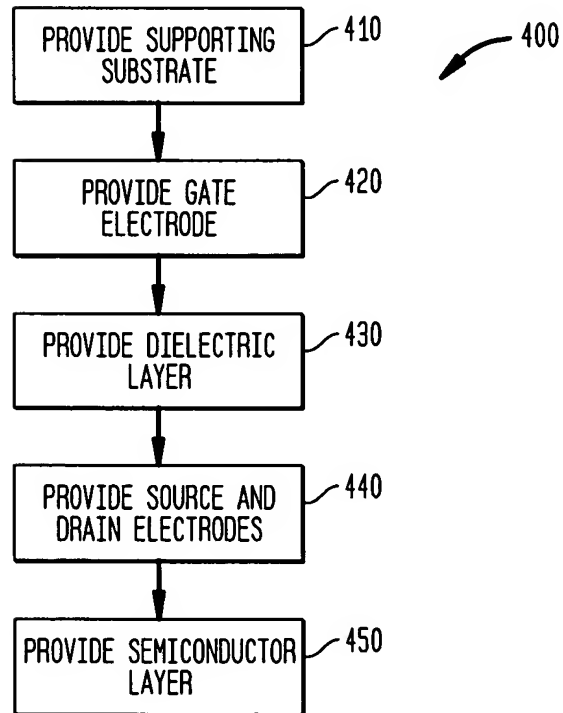 PROVIDE SUPPORTING
SUBSTRATE
410
400
PROVIDE GATE
ELECTRODE
420
PROVIDE DIELECTRIC
LAYER
430
PROVIDE SOURCE AND
DRAIN ELECTRODES
440
PROVIDE SEMICONDUCTOR
LAYER
450